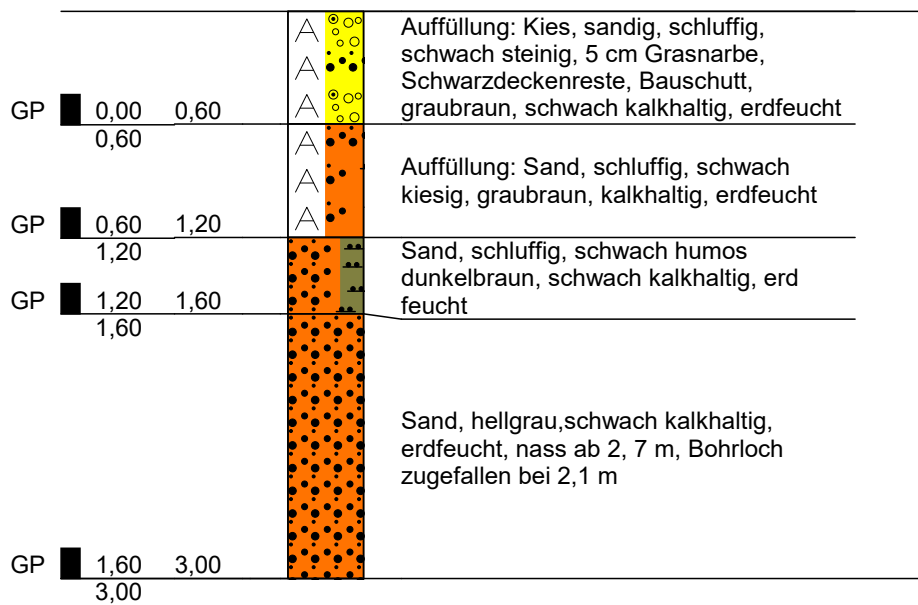 Auffüllung: Kies, sandig, schluffig,
schwach steinig, 5 cm Grasnarbe,
Schwarzdeckenreste, Bauschutt,
graubraun, schwach kalkhaltig, erdfeucht
GP 0,00 0,60
0,60
A
A
A
Auffüllung: Sand, schluffig, schwach
kiesig, graubraun, kalkhaltig, erdfeucht
GP 0,60 1,20
1,20
A
A
A
Sand, schluffig, schwach humos
dunkelbraun, schwach kalkhaltig, erd
feucht
GP 1,20 1,60
1,60
Sand, hellgrau,schwach kalkhaltig,
erdfeucht, nass ab 2, 7 m, Bohrloch
zugefallen bei 2,1 m
GP 1,60 3,00
3,00